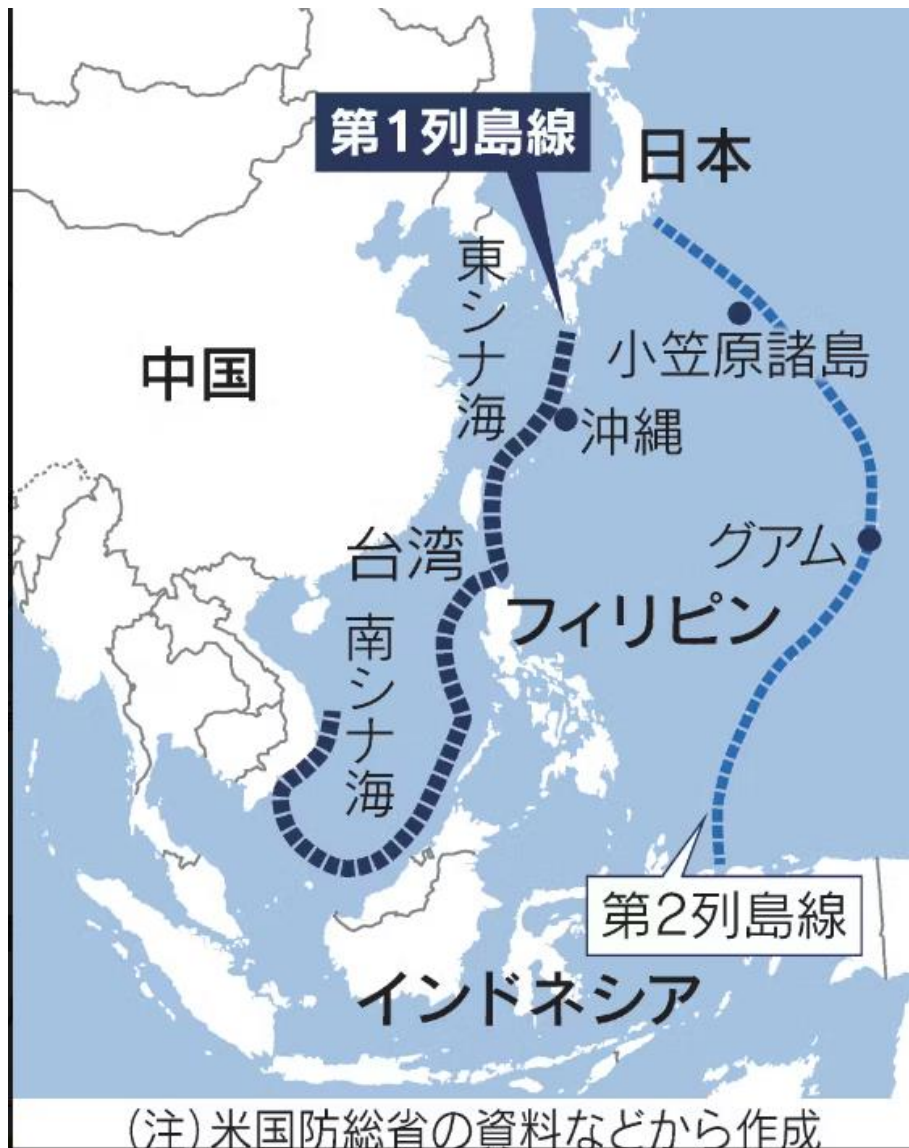 第1列島線
日本
東シナ海
小笠原諸島
中国
沖縄
グアム
台湾
フィリピン
南シナ海
第2列島線
インドネシア
(注)米国防総省の資料などから作成